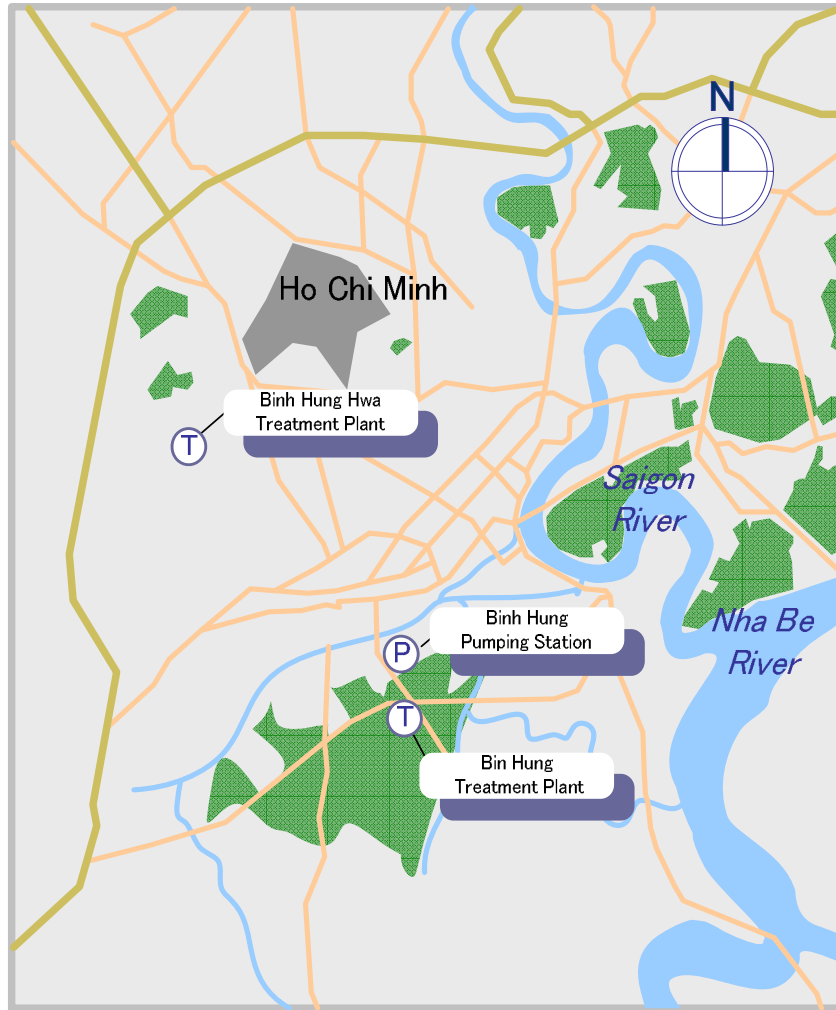 N
Ho Chi Minh
Binh Hung Hwa
Treatment Plant
T
Saigon
River
Binh Hung
Pumping Station
P
Nha Be
River
T
Bin Hung
Treatment Plant